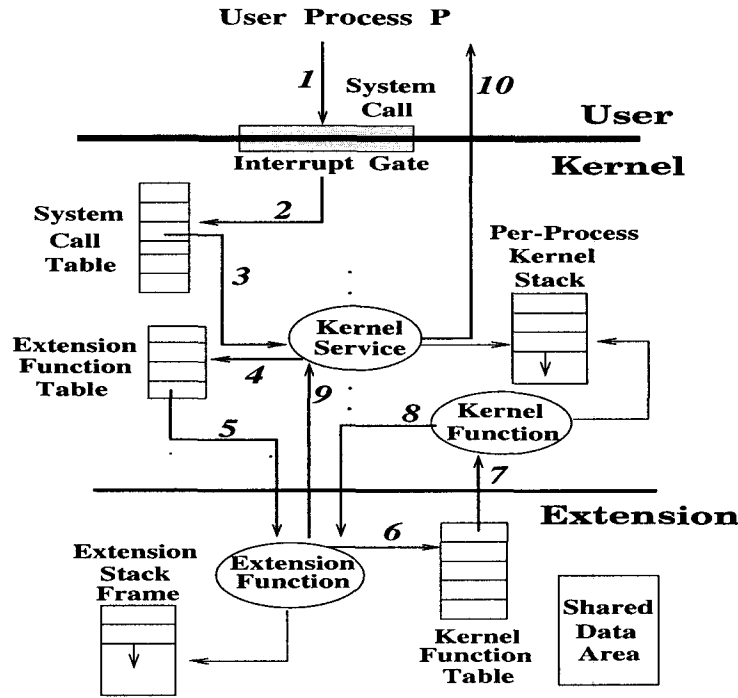 User Process P
1
System
Call
10
User
Interrupt Gate
Kernel
2
System
Call
Table
3
Per-Process
Kernel
Stack
Kernel
Service
Extension
Function
Table
4
9
8
Kernel
Function
5
7
Extension
6
Extension
Stack
Frame
Extension
Function
Kernel
Function
Table
Shared
Data
Area